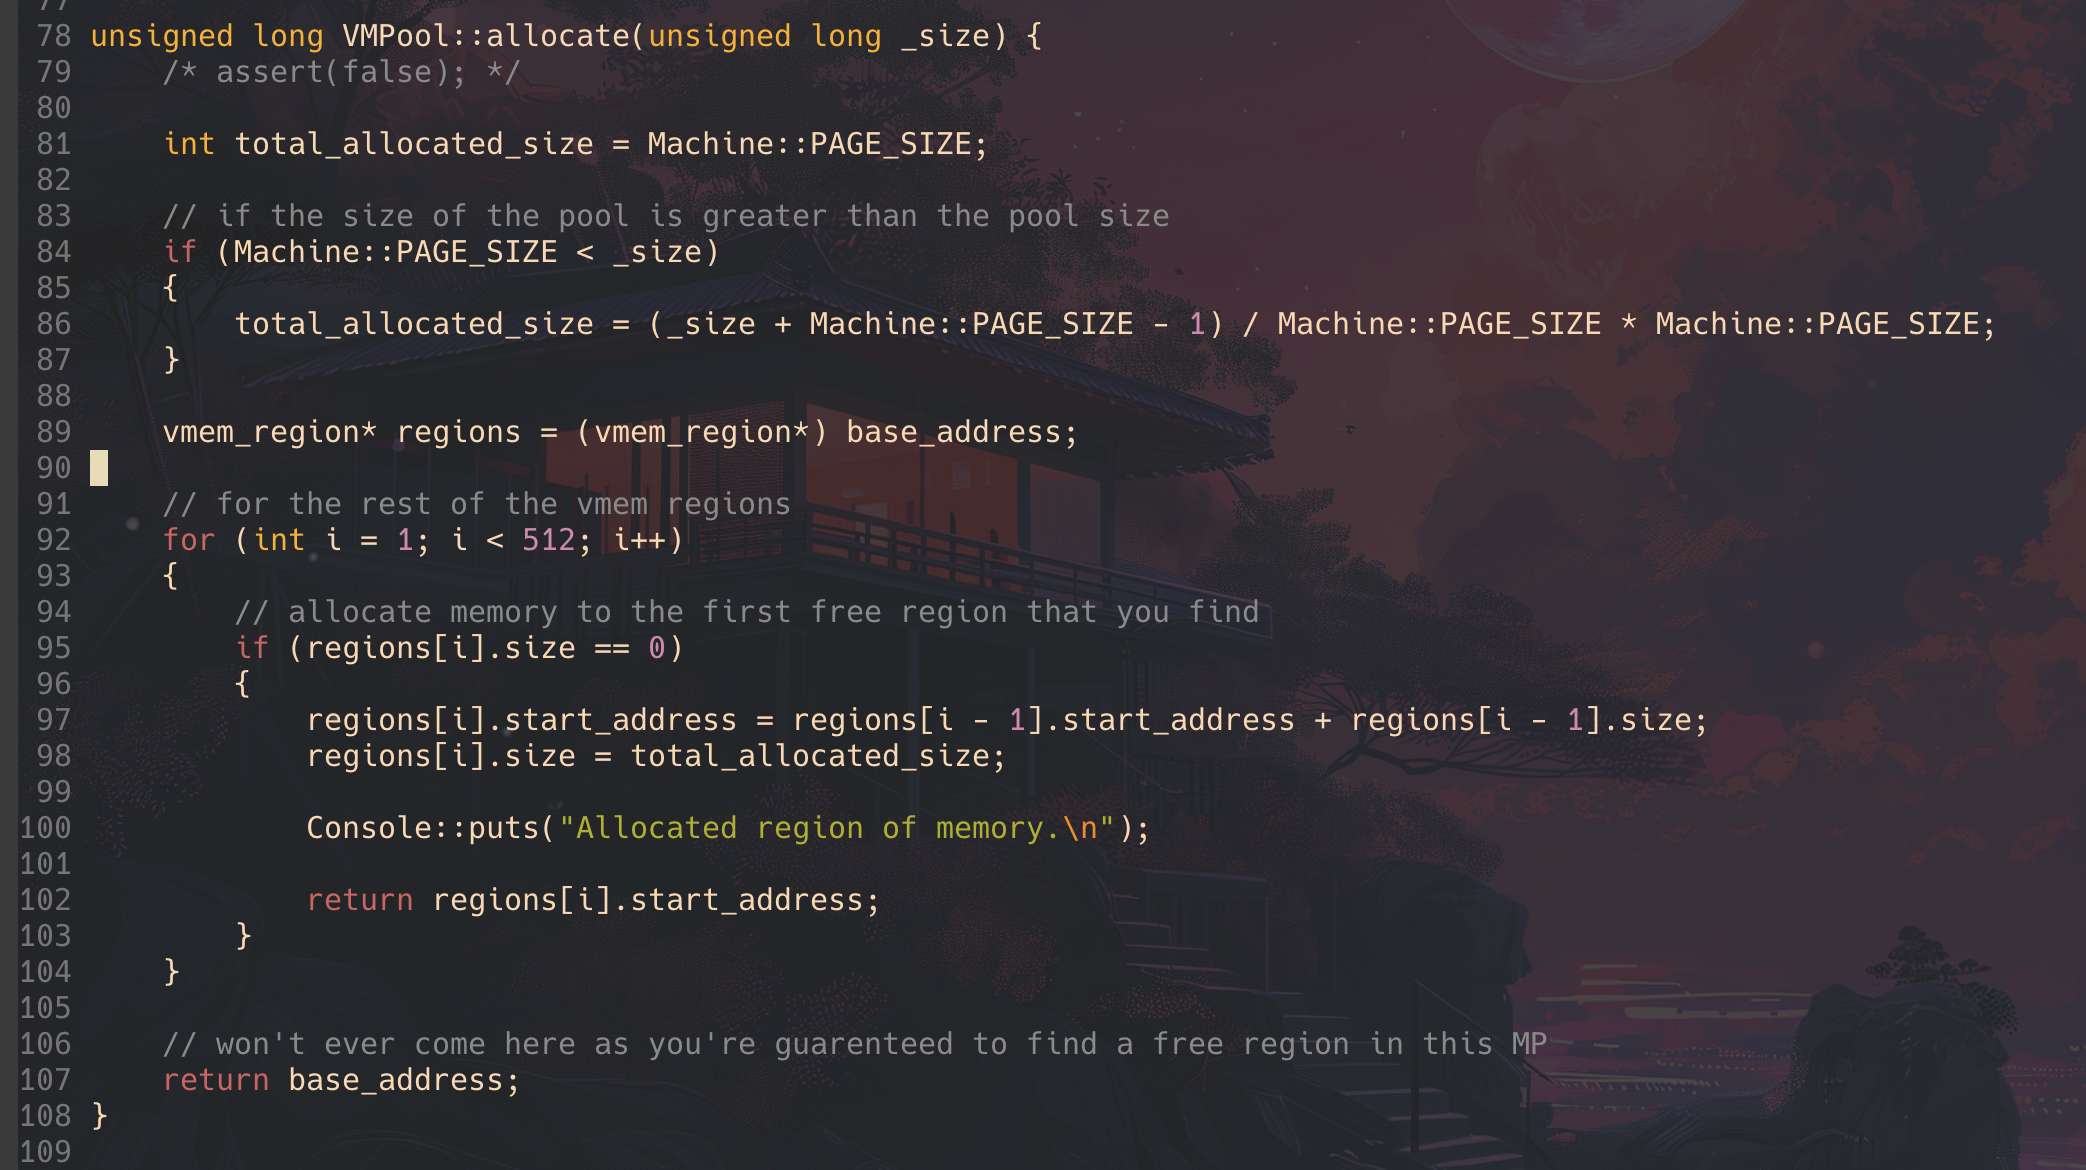 77
78 unsigned long VMPool::allocate(unsigned long _size) {
79     /* assert(false); */
80
81     int total_allocated_size = Machine::PAGE_SIZE;
82
83     // if the size of the pool is greater than the pool size
84     if (Machine::PAGE_SIZE < _size)
85     {
86         total_allocated_size = (_size + Machine::PAGE_SIZE - 1) / Machine::PAGE_SIZE * Machine::PAGE_SIZE;
87     }
88
89     vmem_region* regions = (vmem_region*) base_address;
90
91     // for the rest of the vmem regions
92     for (int i = 1; i < 512; i++)
93     {
94         // allocate memory to the first free region that you find
95         if (regions[i].size == 0)
96         {
97             regions[i].start_address = regions[i - 1].start_address + regions[i - 1].size;
98             regions[i].size = total_allocated_size;
99
100             Console::puts("Allocated region of memory.\n");
101
102             return regions[i].start_address;
103         }
104     }
105
106     // won't ever come here as you're guarenteed to find a free region in this MP
107     return base_address;
108 }
109